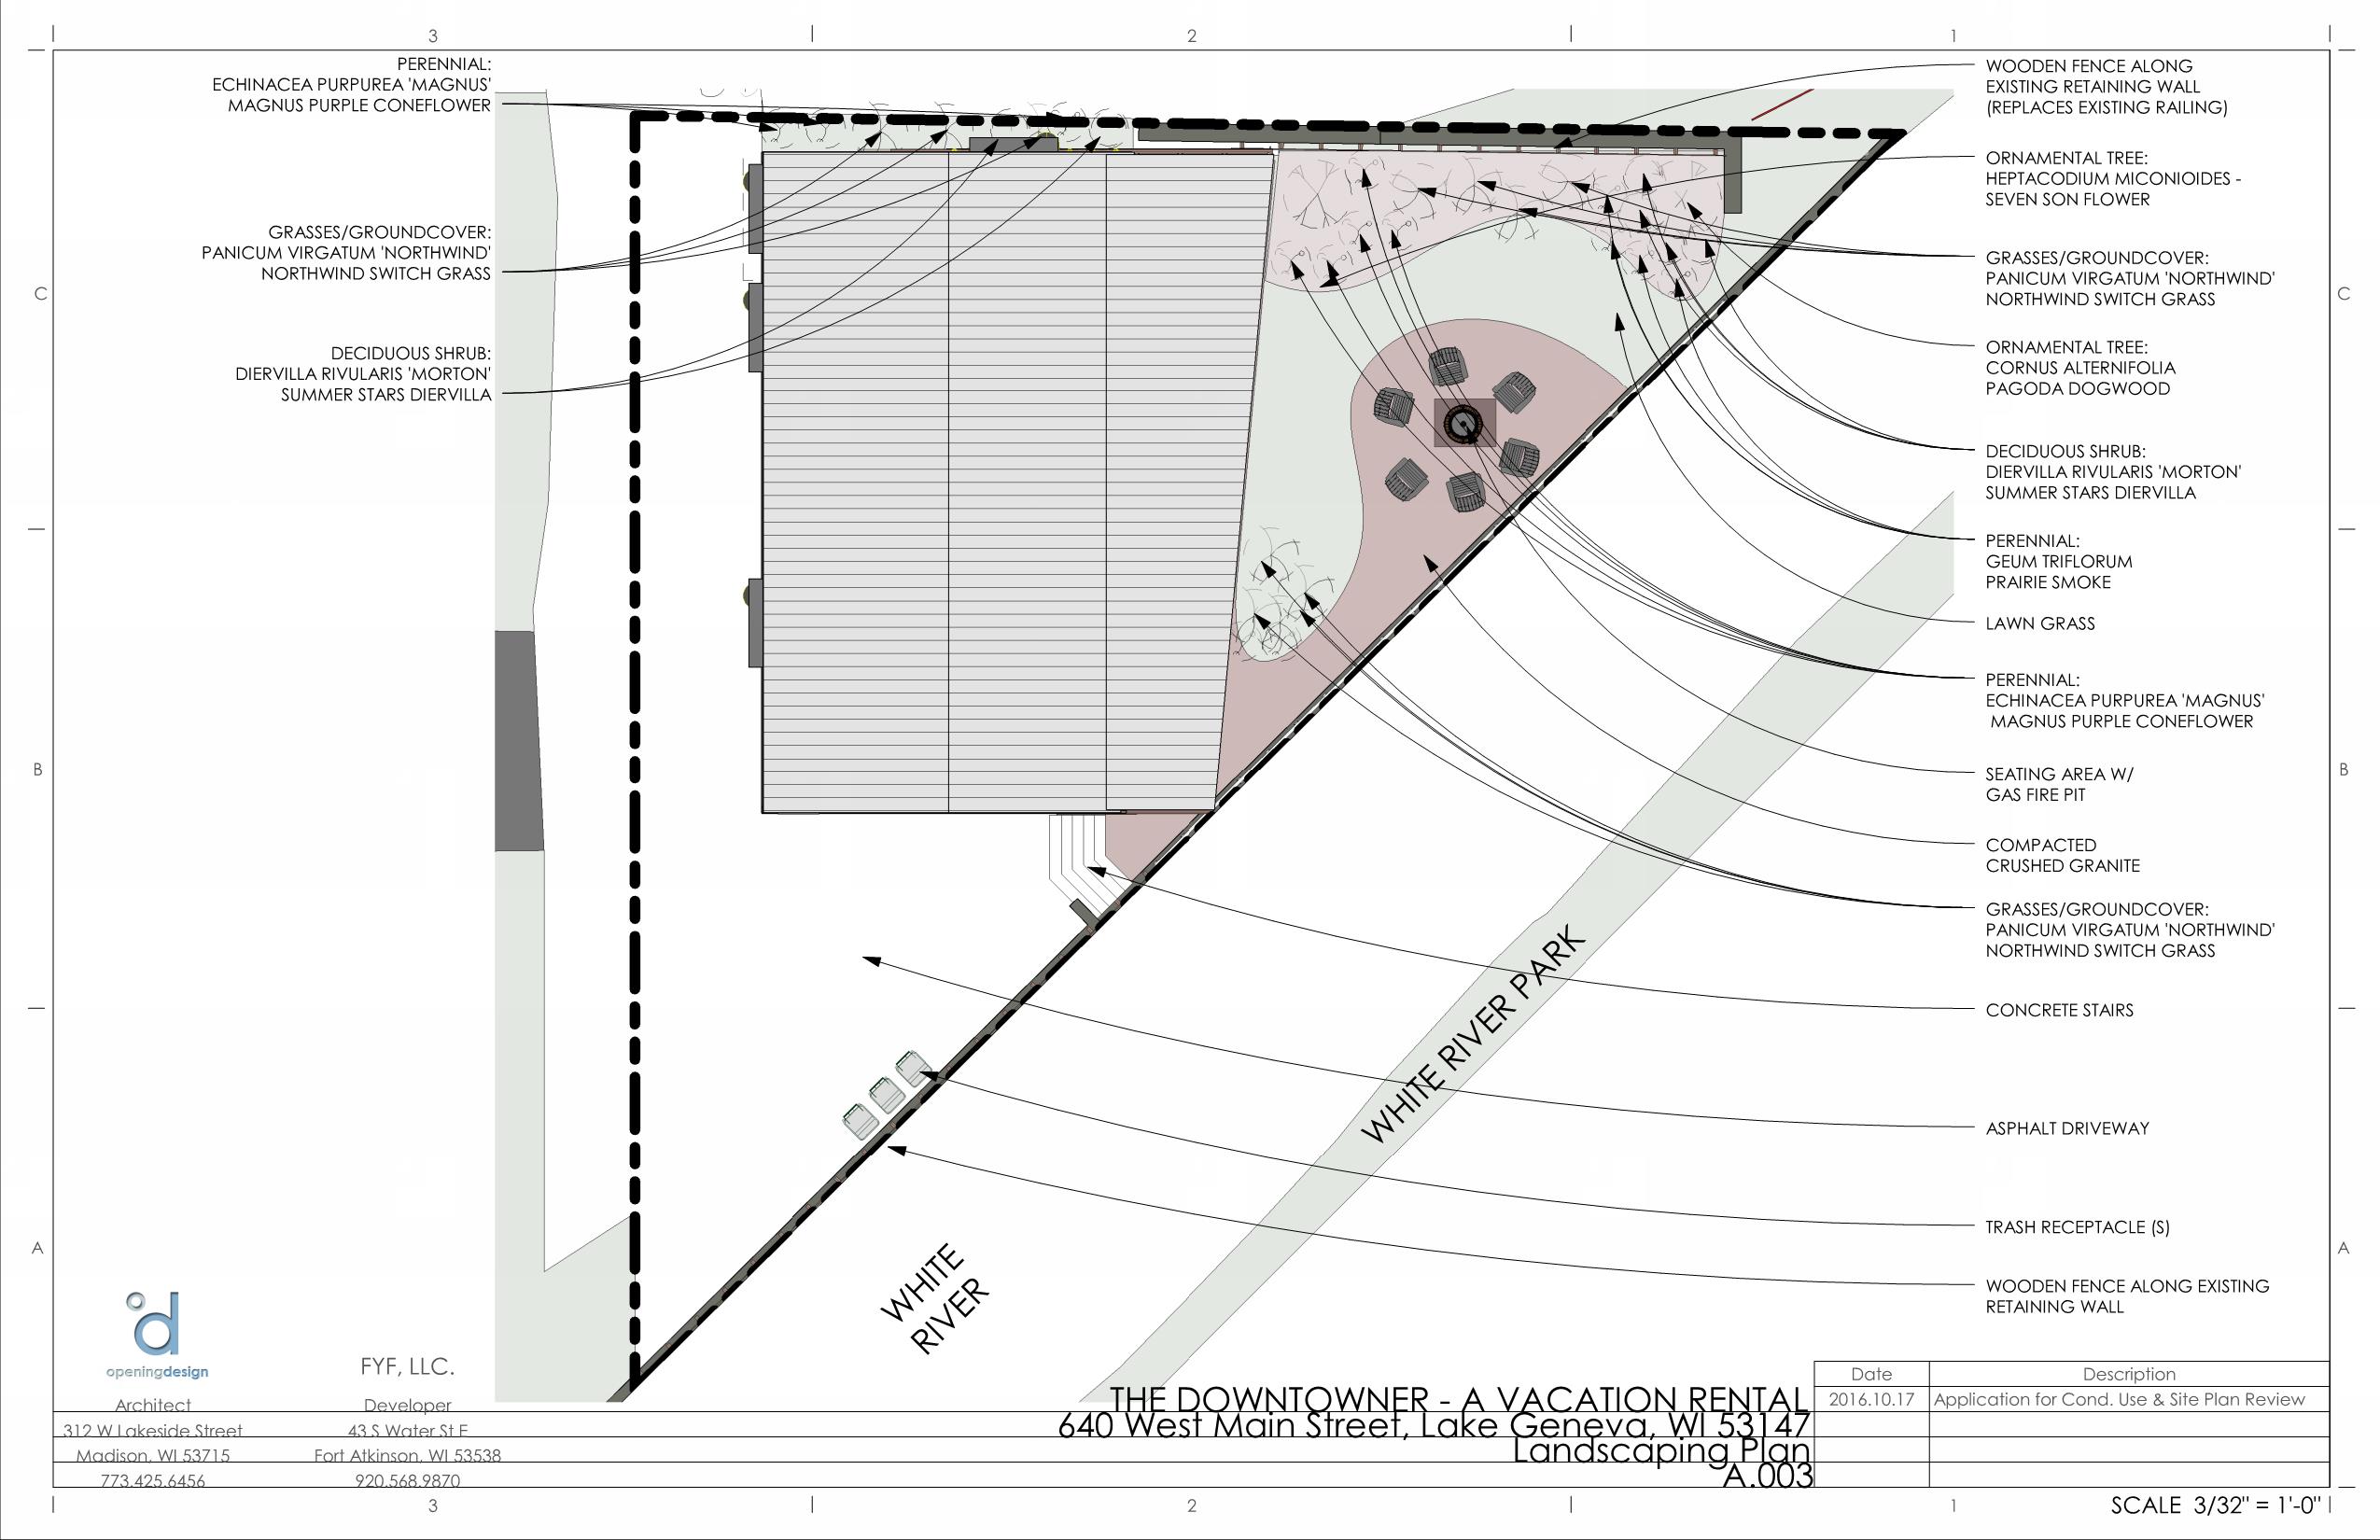 3
2
1
PERENNIAL:
ECHINACEA PURPUREA 'MAGNUS'
MAGNUS PURPLE CONEFLOWER
GRASSES/GROUNDCOVER:
PANICUM VIRGATUM 'NORTHWIND'
NORTHWIND SWITCH GRASS
DECIDUOUS SHRUB:
DIERVILLA RIVULARIS 'MORTON'
SUMMER STARS DIERVILLA
C
B
A
WOODEN FENCE ALONG
EXISTING RETAINING WALL
(REPLACES EXISTING RAILING)
ORNAMENTAL TREE:
HEPTACODIUM MICONIOIDES -
SEVEN SON FLOWER
GRASSES/GROUNDCOVER:
PANICUM VIRGATUM 'NORTHWIND'
NORTHWIND SWITCH GRASS
ORNAMENTAL TREE:
CORNUS ALTERNIFOLIA
PAGODA DOGWOOD
DECIDUOUS SHRUB:
DIERVILLA RIVULARIS 'MORTON'
SUMMER STARS DIERVILLA
PERENNIAL:
GEUM TRIFLORUM
PRAIRIE SMOKE
LAWN GRASS
PERENNIAL:
ECHINACEA PURPUREA 'MAGNUS'
MAGNUS PURPLE CONEFLOWER
SEATING AREA W/
GAS FIRE PIT
COMPACTED
CRUSHED GRANITE
GRASSES/GROUNDCOVER:
PANICUM VIRGATUM 'NORTHWIND'
NORTHWIND SWITCH GRASS
CONCRETE STAIRS
ASPHALT DRIVEWAY
TRASH RECEPTACLE (S)
WOODEN FENCE ALONG EXISTING
RETAINING WALL
C
B
A
WHITE RIVER PARK
WHITE
RIVER
openingdesign
Architect
312 W Lakeside Street
Madison, WI 53715
773.425.6456
FYF, LLC.
Developer
43 S Water St E
Fort Atkinson, WI 53538
920.568.9870
THE DOWNTOWNER - A VACATION RENTAL
640 West Main Street, Lake Geneva, WI 53147
Landscaping Plan
A.003
Date
Description
2016.10.17
Application for Cond. Use & Site Plan Review
3
2
1
SCALE 3/32" = 1'-0"